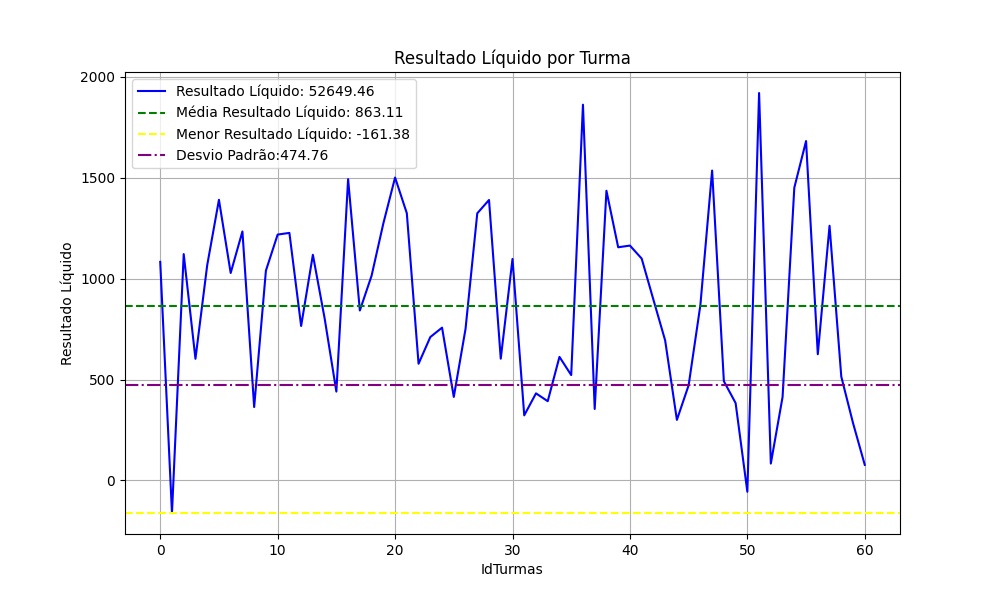 Resultado Líquido por Turma
Resultado Líquido: 52649.46
Média Resultado Líquido: 863.11
Menor Resultado Líquido: -161.38
Desvio Padrão:474.76
Resultado Líquido
2000
1500
1000
500
0
0 10 20 30 40 50 60
IdTurmas